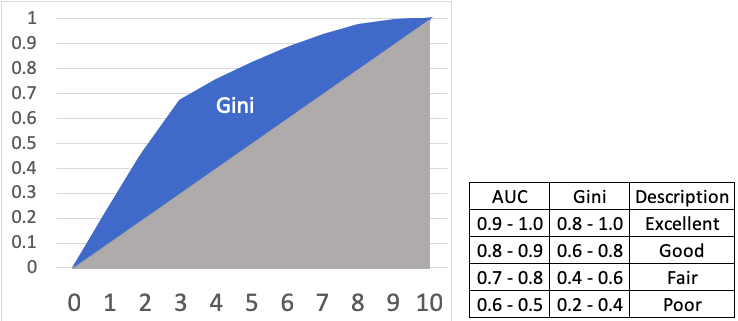 1
0.9
0.8
0.7
0.6
0.5
0.4
0.3
0.2
0.1
0
Gini
0 1 2 3 4 5 6 7 8 9 10
AUC Gini Description
0.9 - 1.0 0.8 - 1.0 Excellent
0.8 - 0.9 0.6 - 0.8 Good
0.7 - 0.8 0.4 - 0.6 Fair
0.6 - 0.5 0.2 - 0.4 Poor